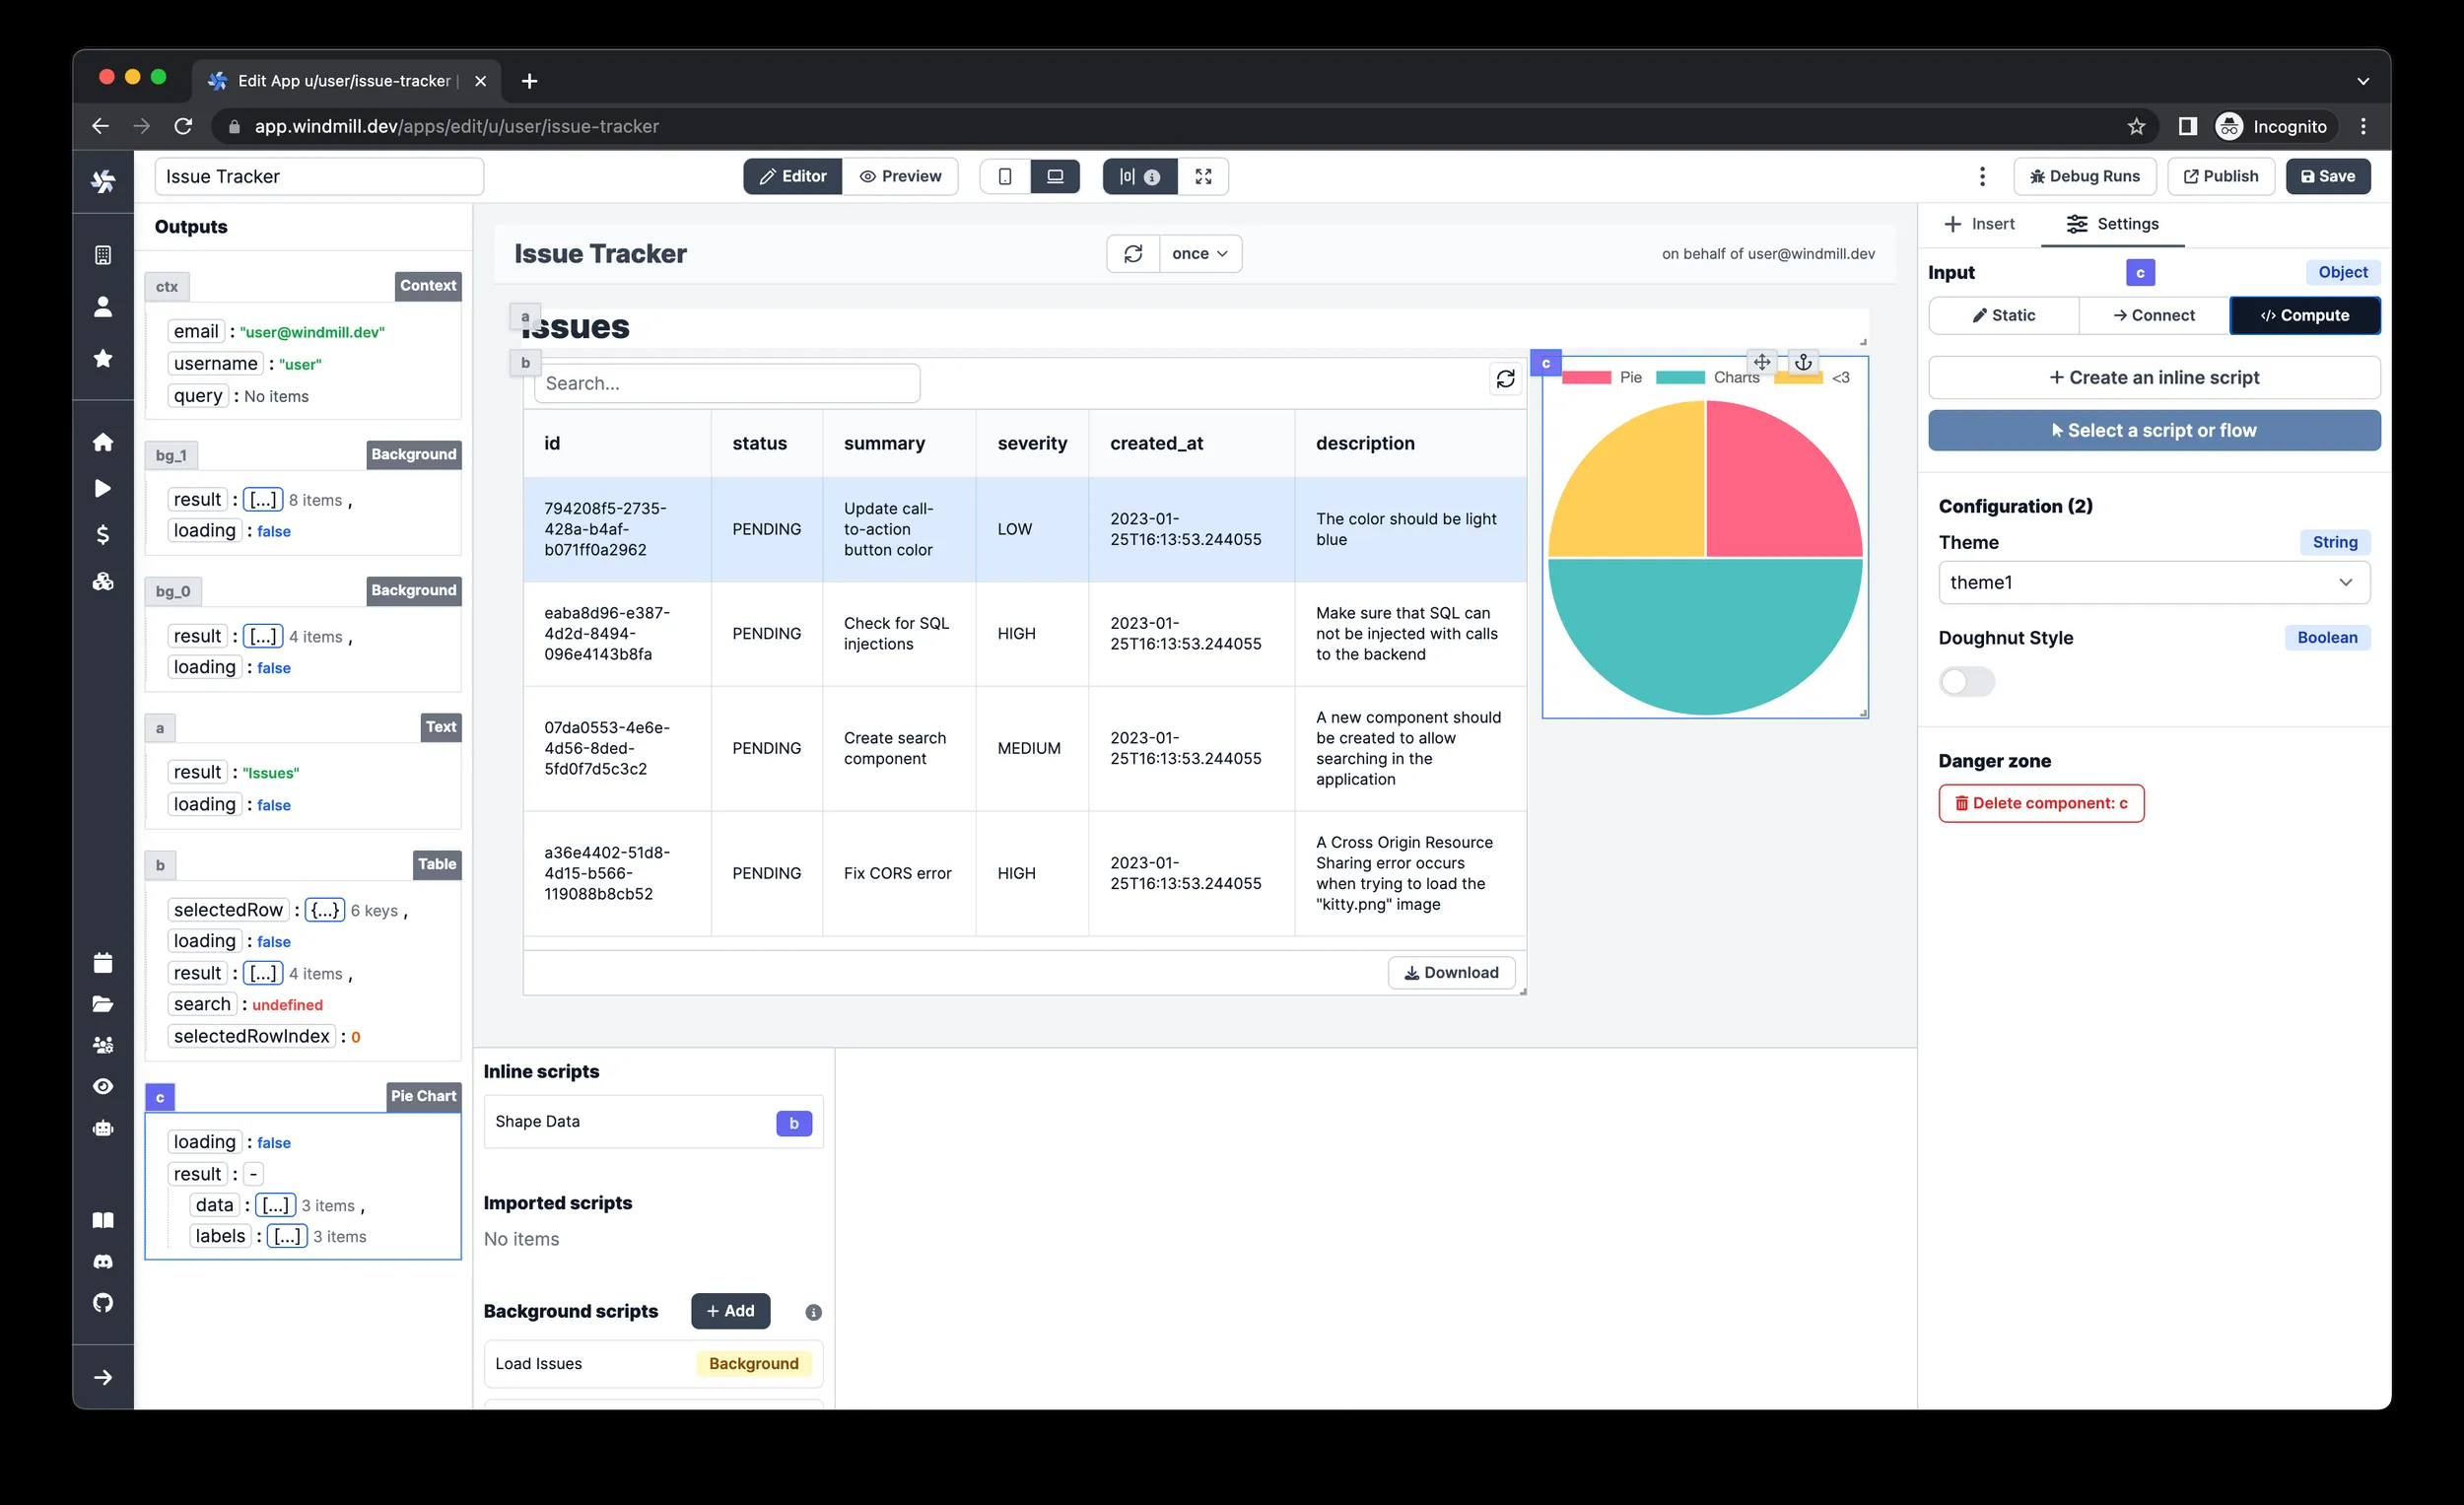 Edit App u/user/issue-tracker |
app.windmill.dev/apps/edit/u/user/issue-tracker
Incognito
Issue Tracker
Editor
Preview
Debug Runs
Publish
Save
Outputs
ctx
Context
email : "user@windmill.dev"
username : "user"
query : No items
bg_1
Background
result : [...] 8 items ,
loading : false
bg_0
Background
result : [...] 4 items ,
loading : false
a
Text
result : "Issues"
loading : false
b
Table
selectedRow : {...} 6 keys ,
loading : false
result : [...] 4 items ,
search : undefined
selectedRowIndex : 0
c
Pie Chart
loading : false
result : -
data : [...] 3 items ,
labels : [...] 3 items
Issue Tracker
once
on behalf of user@windmill.dev
a
Issues
b
Search...
id
status
summary
severity
created_at
description
794208f5-2735-
428a-b4af-
b071ff0a2962
PENDING
Update call-
to-action
button color
LOW
2023-01-
25T16:13:53.244055
The color should be light
blue
eaba8d96-e387-
4d2d-8494-
096e4143b8fa
PENDING
Check for SQL
injections
HIGH
2023-01-
25T16:13:53.244055
Make sure that SQL can
not be injected with calls
to the backend
07da0553-4e6e-
4d56-8ded-
5fd0f7d5c3c2
PENDING
Create search
component
MEDIUM
2023-01-
25T16:13:53.244055
A new component should
be created to allow
searching in the
application
a36e4402-51d8-
4d15-b566-
119088b8cb52
PENDING
Fix CORS error
HIGH
2023-01-
25T16:13:53.244055
A Cross Origin Resource
Sharing error occurs
when trying to load the
"kitty.png" image
Download
c
Pie
Charts
<3
Inline scripts
Shape Data
b
Imported scripts
No items
Background scripts
+ Add
Load Issues
Background
+ Insert
Settings
Input
c
Object
Static
Connect
Compute
+ Create an inline script
Select a script or flow
Configuration (2)
Theme
String
theme1
Doughnut Style
Boolean
Danger zone
Delete component: c